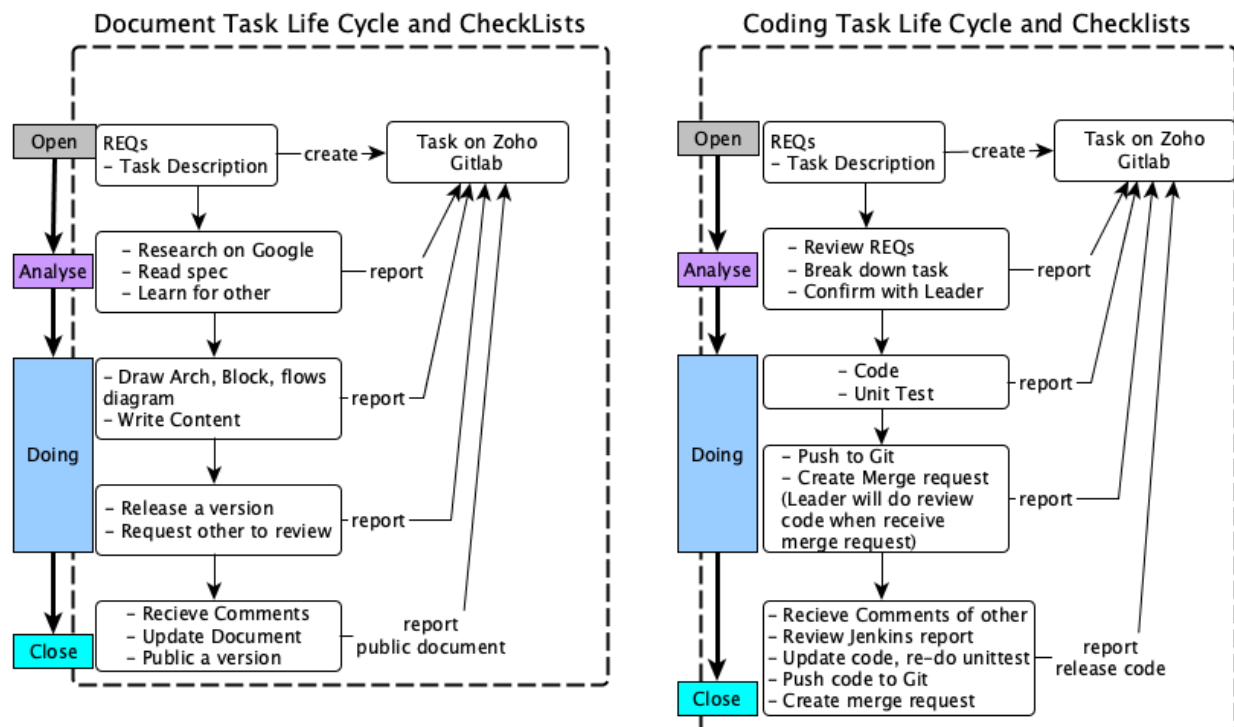 Document Task Life Cycle and CheckLists
Open
REQs
– Task Description
create
Task on Zoho
Gitlab
Analyse
– Research on Google
– Read spec
– Learn for other
report
Doing
– Draw Arch, Block, flows
diagram
– Write Content
report
– Release a version
– Request other to review
report
Close
– Recieve Comments
– Update Document
– Public a version
report
public document
Coding Task Life Cycle and Checklists
Open
REQs
– Task Description
create
Task on Zoho
Gitlab
Analyse
– Review REQs
– Break down task
– Confirm with Leader
report
Doing
– Code
– Unit Test
report
– Push to Git
– Create Merge request
(Leader will do review
code when receive
merge request)
report
Close
– Recieve Comments of other
– Review Jenkins report
– Update code, re-do unittest
– Push code to Git
– Create merge request
report
release code